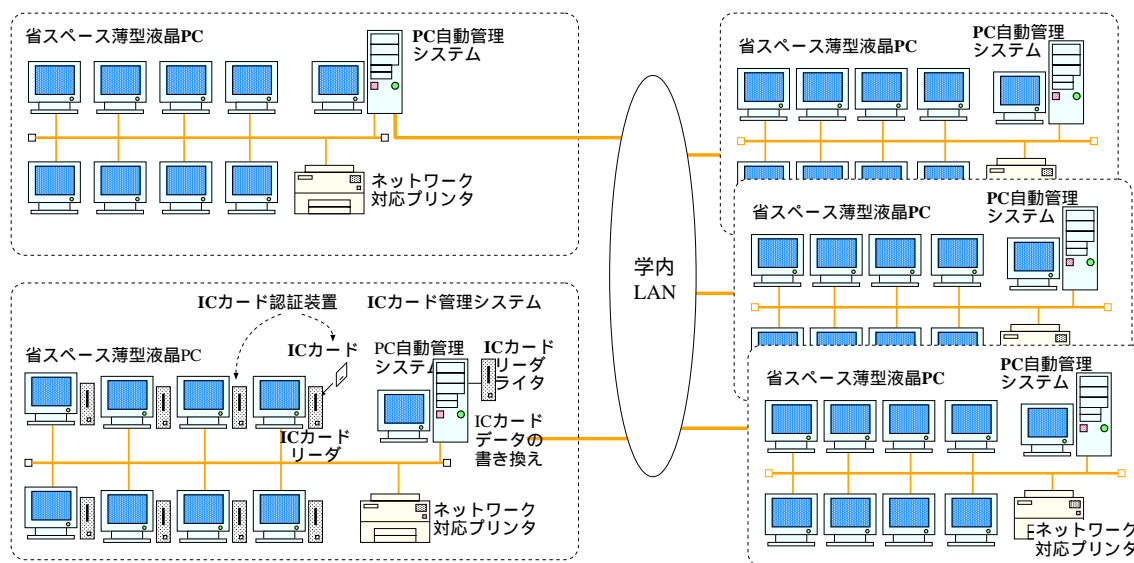 省スペース薄型液晶PC
PC自動管理
システム
ネットワーク
対応プリンタ
ICカード認証装置
ICカード管理システム
省スペース薄型液晶PC
ICカード
PC自動管理
システム
ICカード
リーダ
ライタ
ICカード
リーダ
ICカード
データの
書き換え
ネットワーク
対応プリンタ
学内
LAN
省スペース薄型液晶PC
PC自動管理
システム
省スペース薄型液晶PC
PC自動管理
システム
省スペース薄型液晶PC
PC自動管理
システム
ネットワーク
対応プリンタ